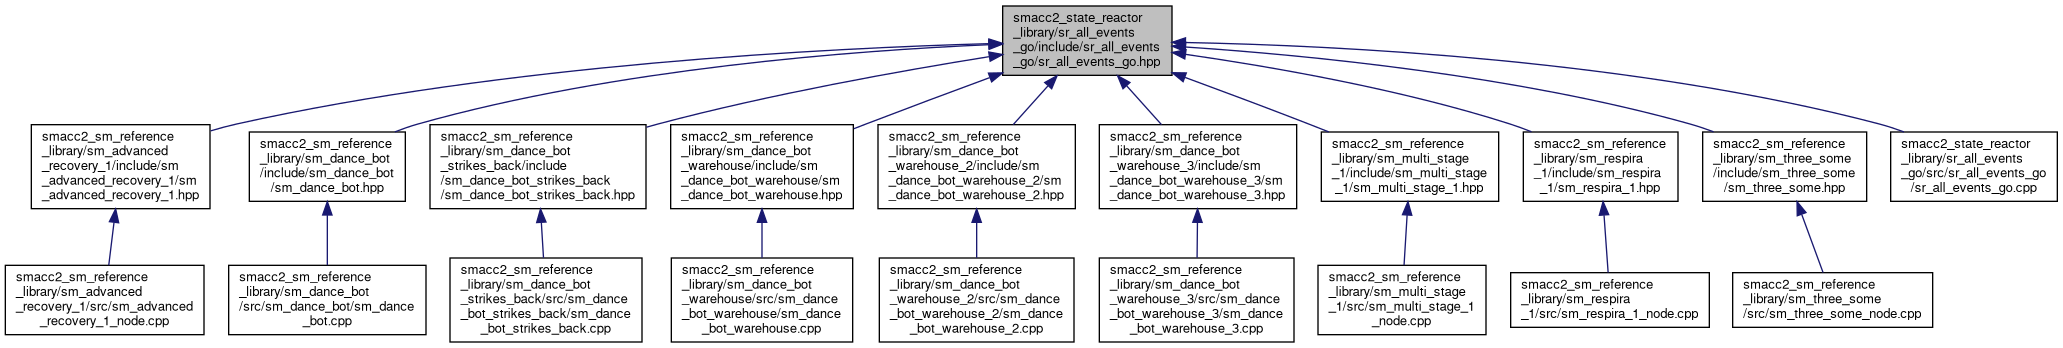 smacc2_state_reactor
_library/sr_all_events
_go/include/sr_all_events
_go/sr_all_events_go.hpp
smacc2_sm_reference
_library/sm_advanced
_recovery_1/include/sm
_advanced_recovery_1/sm
_advanced_recovery_1.hpp
smacc2_sm_reference
_library/sm_dance_bot
/include/sm_dance_bot
/sm_dance_bot.hpp
smacc2_sm_reference
_library/sm_dance_bot
_strikes_back/include
/sm_dance_bot_strikes_back
/sm_dance_bot_strikes_back.hpp
smacc2_sm_reference
_library/sm_dance_bot
_warehouse/include/sm
_dance_bot_warehouse/sm
_dance_bot_warehouse.hpp
smacc2_sm_reference
_library/sm_dance_bot
_warehouse_2/include/sm
_dance_bot_warehouse_2/sm
_dance_bot_warehouse_2.hpp
smacc2_sm_reference
_library/sm_dance_bot
_warehouse_3/include/sm
_dance_bot_warehouse_3/sm
_dance_bot_warehouse_3.hpp
smacc2_sm_reference
_library/sm_multi_stage
_1/include/sm_multi_stage
_1/sm_multi_stage_1.hpp
smacc2_sm_reference
_library/sm_respira
_1/include/sm_respira
_1/sm_respira_1.hpp
smacc2_sm_reference
_library/sm_three_some
/include/sm_three_some
/sm_three_some.hpp
smacc2_state_reactor
_library/sr_all_events
_go/src/sr_all_events_go
/sr_all_events_go.cpp
smacc2_sm_reference
_library/sm_advanced
_recovery_1/src/sm_advanced
_recovery_1_node.cpp
smacc2_sm_reference
_library/sm_dance_bot
/src/sm_dance_bot/sm_dance
_bot.cpp
smacc2_sm_reference
_library/sm_dance_bot
_strikes_back/src/sm_dance
_bot_strikes_back/sm_dance
_bot_strikes_back.cpp
smacc2_sm_reference
_library/sm_dance_bot
_warehouse/src/sm_dance
_bot_warehouse/sm_dance
_bot_warehouse.cpp
smacc2_sm_reference
_library/sm_dance_bot
_warehouse_2/src/sm_dance
_bot_warehouse_2/sm_dance
_bot_warehouse_2.cpp
smacc2_sm_reference
_library/sm_dance_bot
_warehouse_3/src/sm_dance
_bot_warehouse_3/sm_dance
_bot_warehouse_3.cpp
smacc2_sm_reference
_library/sm_multi_stage
_1/src/sm_multi_stage_1
_node.cpp
smacc2_sm_reference
_library/sm_respira
_1/src/sm_respira_1_node.cpp
smacc2_sm_reference
_library/sm_three_some
/src/sm_three_some_node.cpp